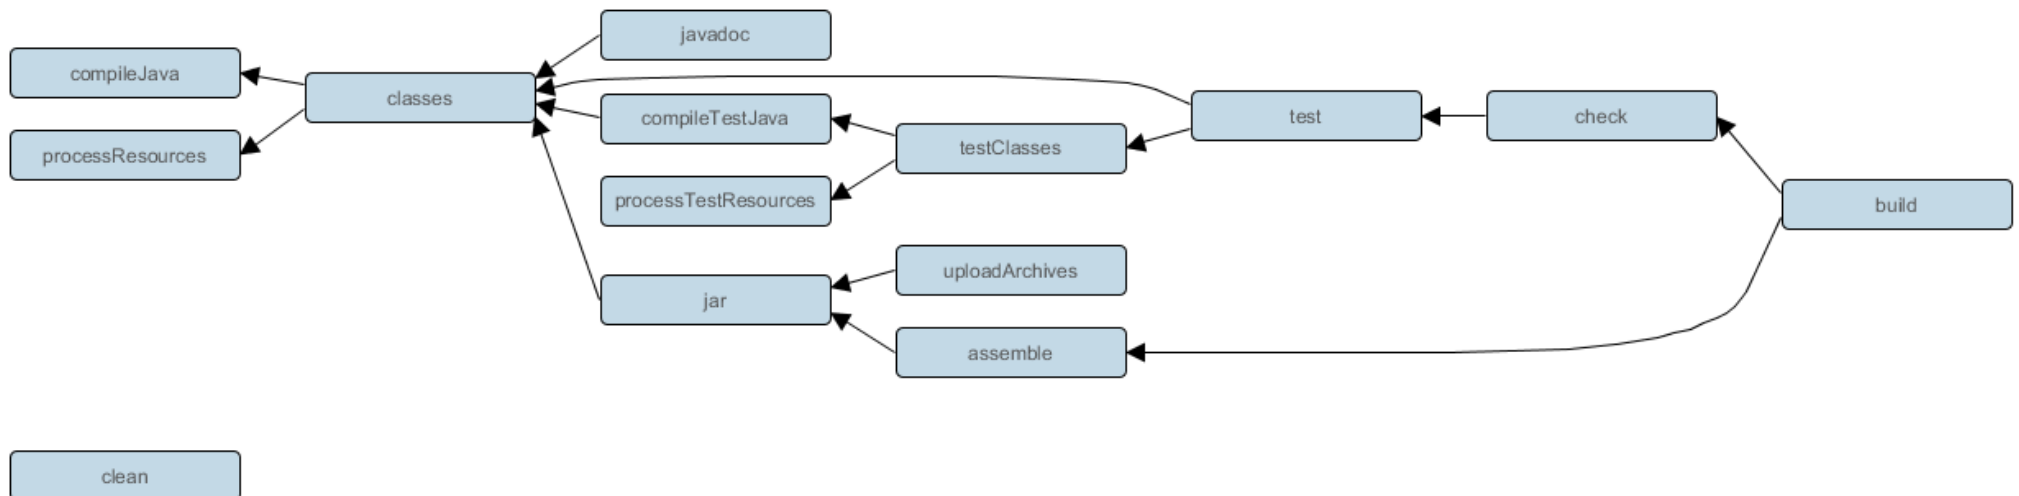 javadoc
compileJava
classes
compileTestJava
test
check
testClasses
processResources
processTestResources
build
uploadArchives
jar
assemble
clean